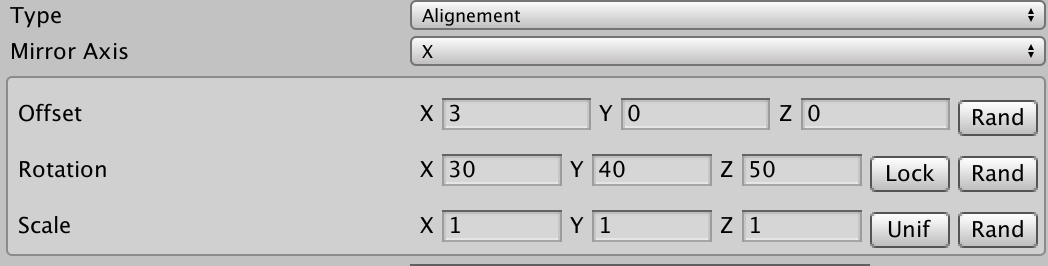 Type Alignement
Mirror Axis X
Offset X 3 Y 0 Z 0 Rand
Rotation X 30 Y 40 Z 50 Lock Rand
Scale X 1 Y 1 Z 1 Unif Rand